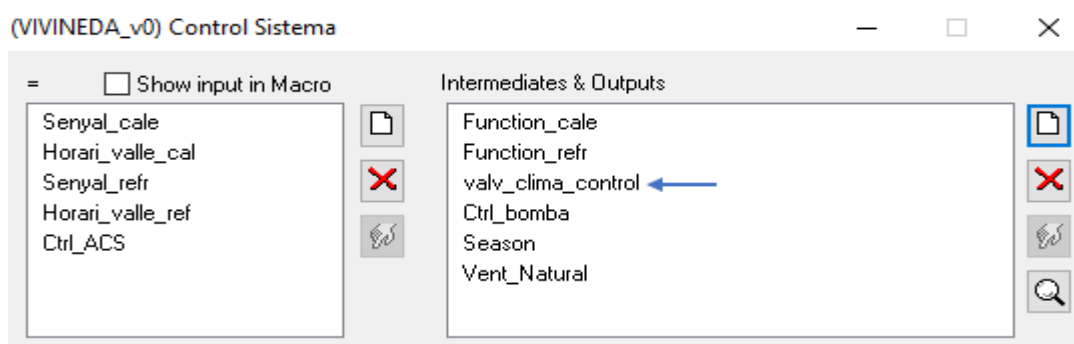 (VIVINEDA_v0) Control Sistema
= Show input in Macro
Senyal_cale
Horari_valle_cal
Senyal_refr
Horari_valle_ref
Ctrl_ACS
Intermediates & Outputs
Function_cale
Function_refr
valv_clima_control
Ctrl_bomba
Season
Vent_Natural